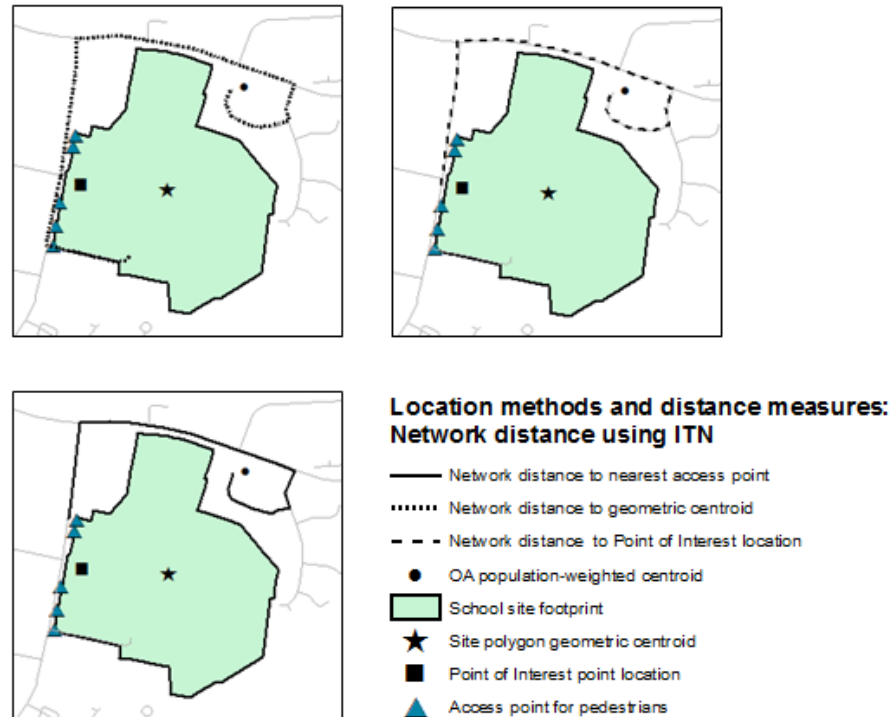 Location methods and distance measures:
Network distance using ITN
Network distance to nearest access point
Network distance to geometric centroid
Network distance to Point of Interest location
OA population-weighted centroid
School site footprint
Site polygon geometric centroid
Point of Interest point location
Access point for pedestrians